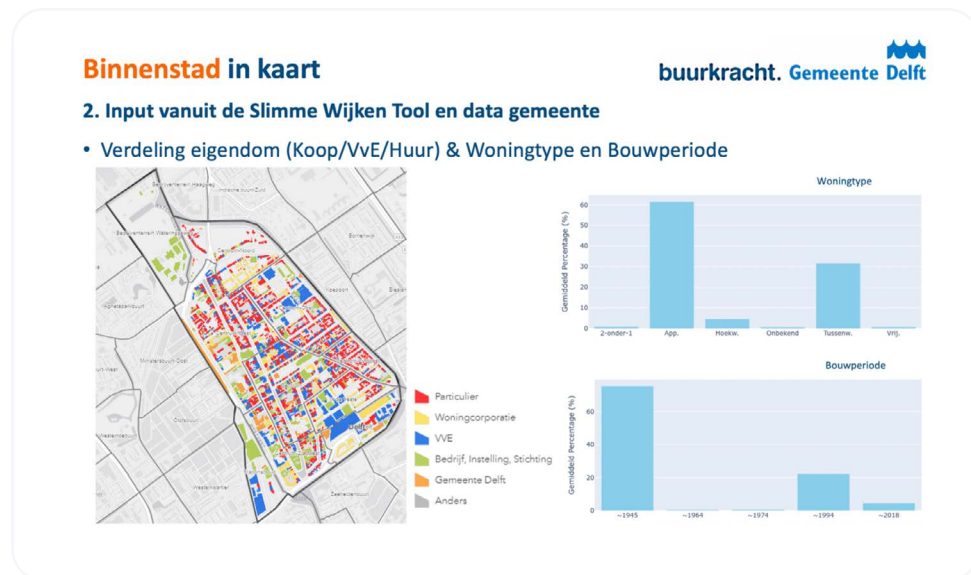 Binnenstad in kaart
buurkracht. Gemeente Delft
2. Input vanuit de Slimme Wijken Tool en data gemeente
• Verdeling eigendom (Koop/VvE/Huur) & Woningtype en Bouwperiode
Delft
Particulier
Woningcorporatie
VVE
Bedrijf, Instelling, Stichting
Gemeente Delft
Anders
Woningtype
Gemiddeld Percentage (%)
60
50
40
30
20
10
0
2-onder-1 App. Hoekw. Onbekend Tussenw. Vrij.
Bouwperiode
Gemiddeld Percentage (%)
60
40
20
0
~1945 ~1964 ~1974 ~1994 ~2018